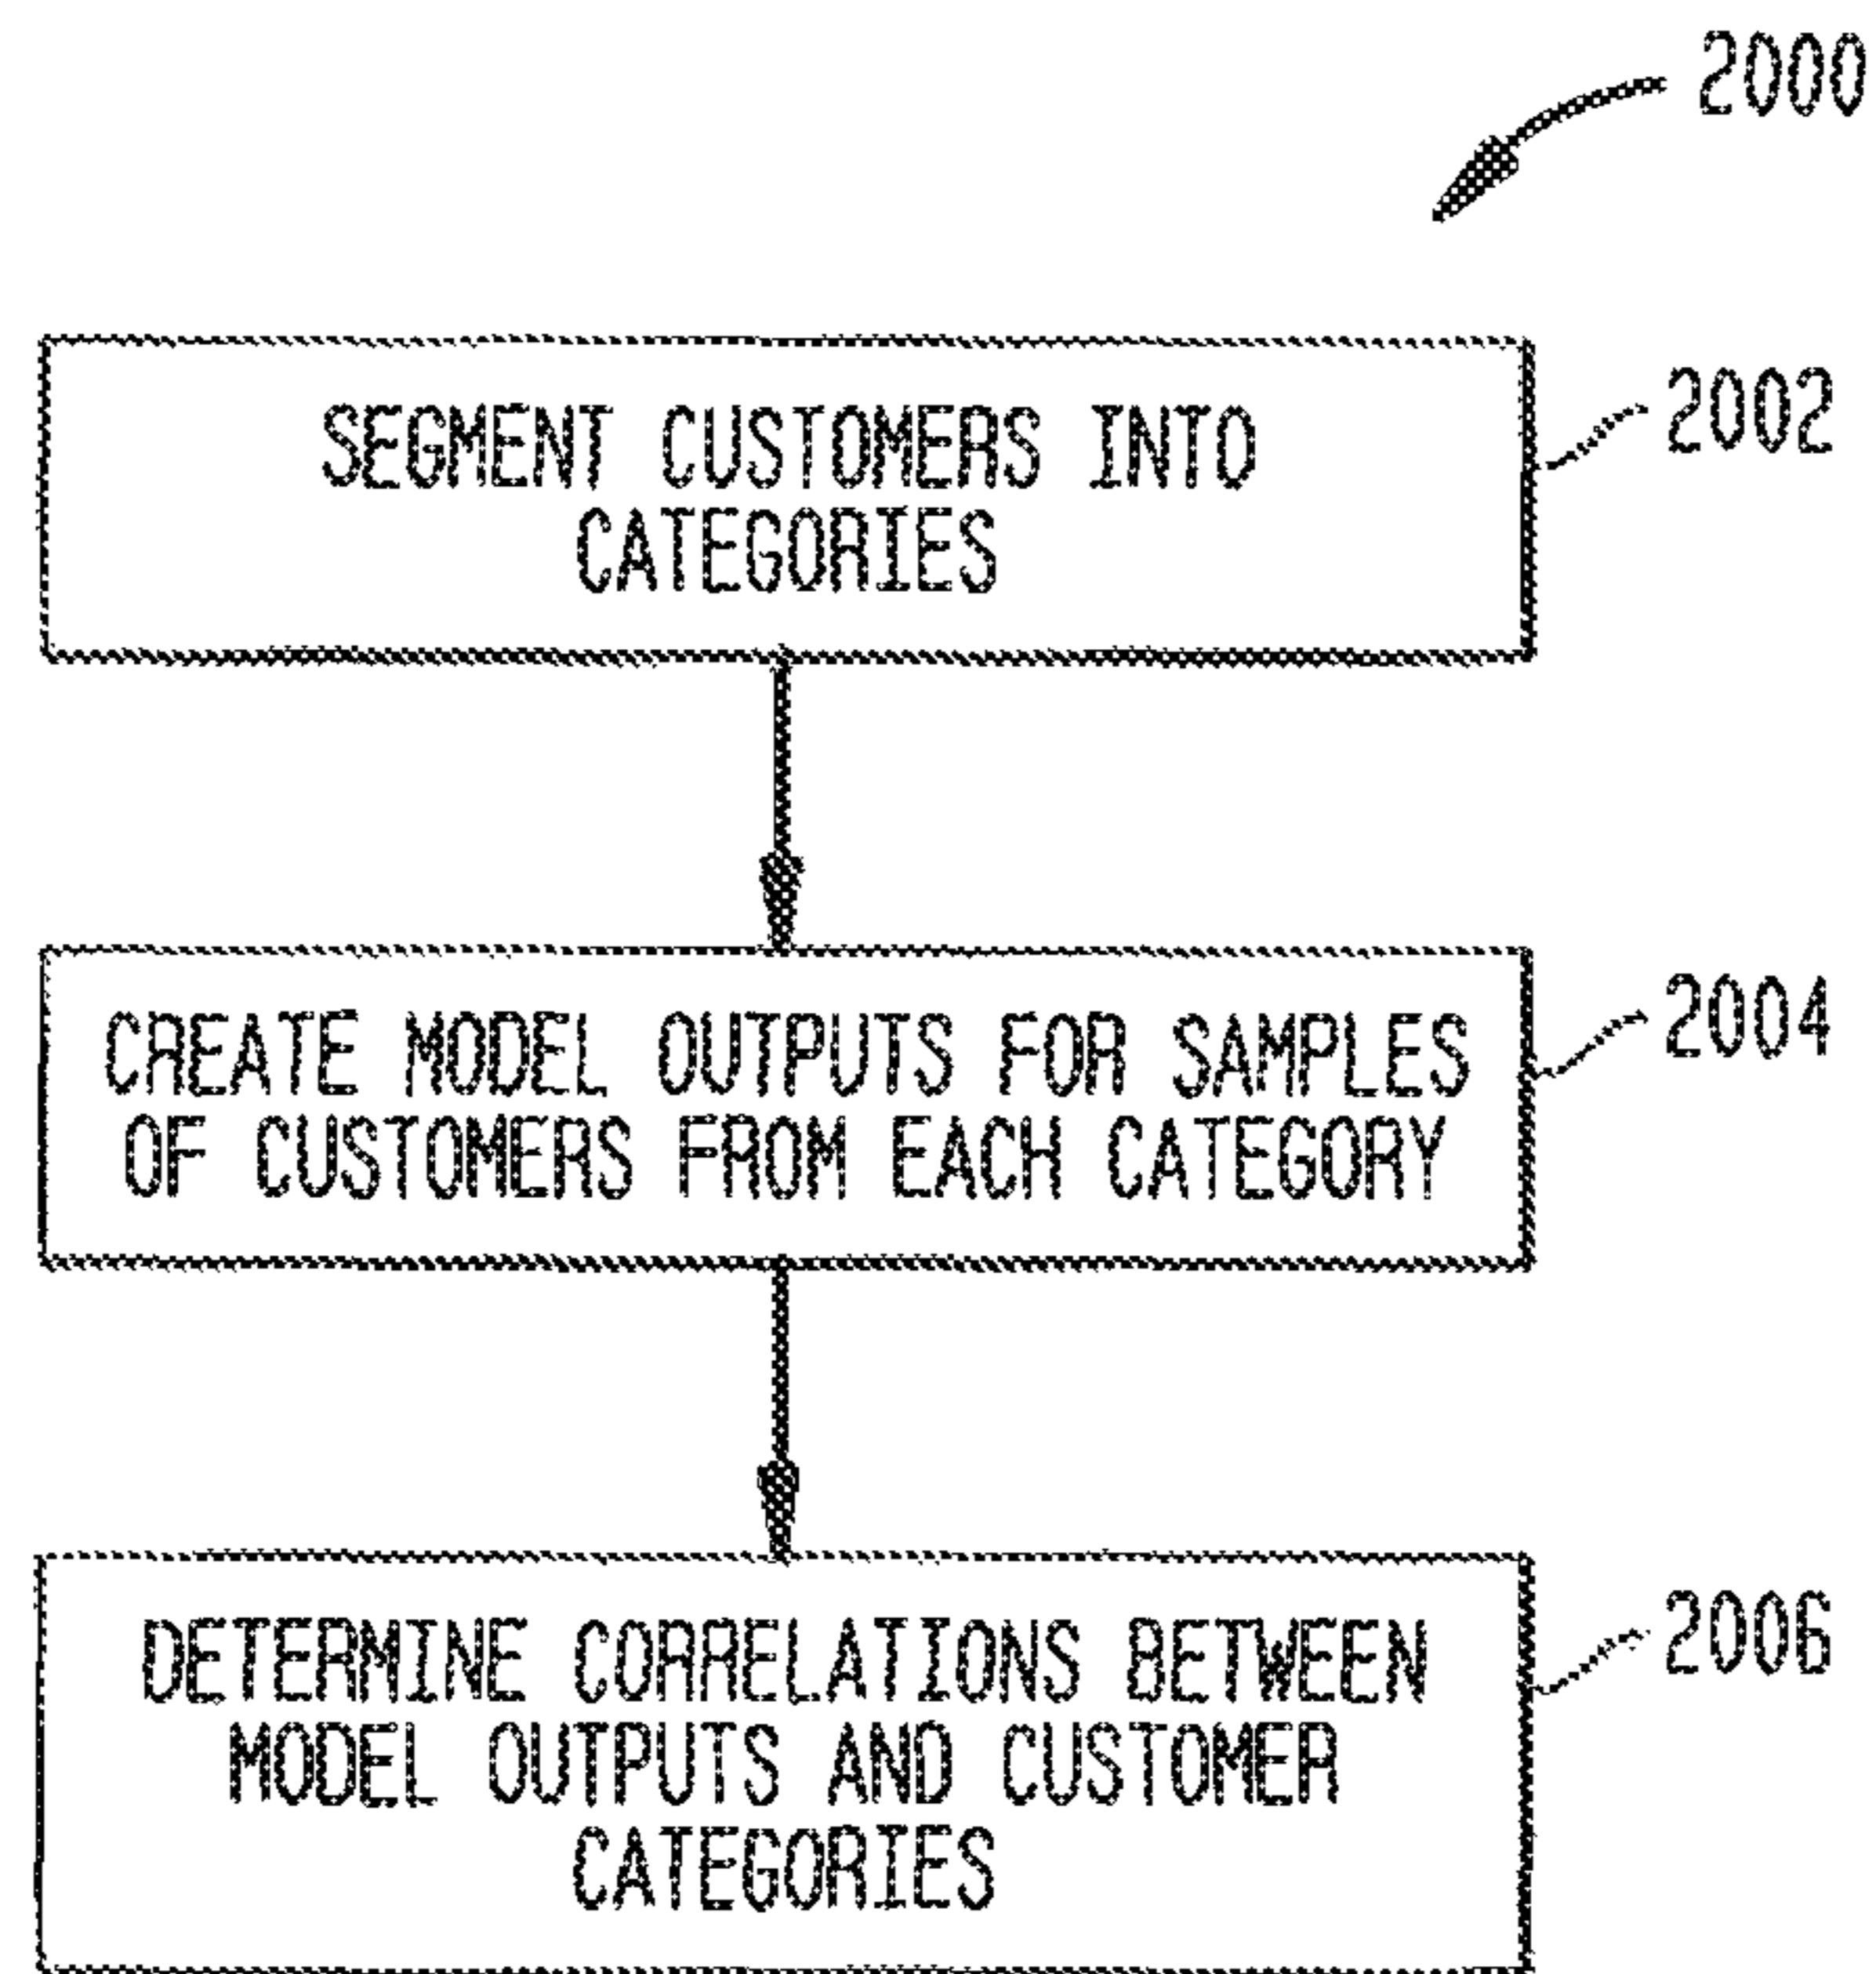 2000
SEGMENT CUSTOMERS INTO
CATEGORIES
2002
CREATE MODEL OUTPUTS FOR SAMPLES
OF CUSTOMERS FROM EACH CATEGORY
2004
DETERMINE CORRELATIONS BETWEEN
MODEL OUTPUTS AND CUSTOMER
CATEGORIES
2006